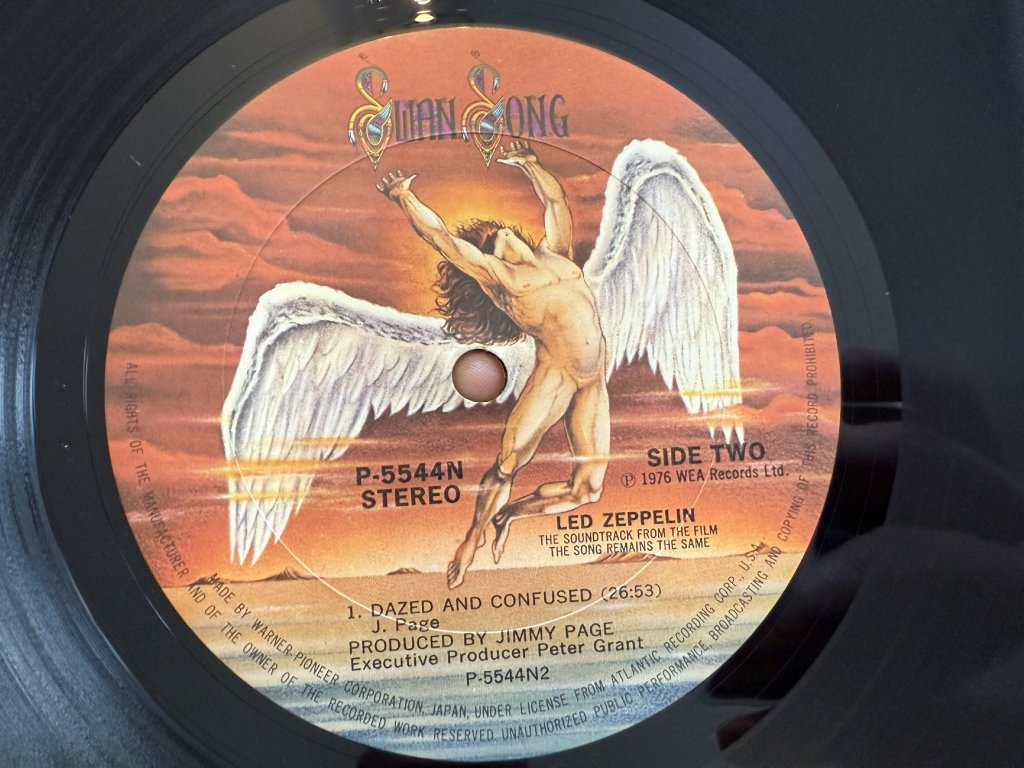 SWAN SONG
P-5544N
STEREO
SIDE TWO
℗ 1976 WEA Records Ltd.
LED ZEPPELIN
THE SOUNDTRACK FROM THE FILM
THE SONG REMAINS THE SAME
1. DAZED AND CONFUSED (26:53)
J. Page
PRODUCED BY JIMMY PAGE
Executive Producer Peter Grant
P-5544N2
MADE BY WARNER-PIONEER CORPORATION, JAPAN, UNDER LICENSE FROM ATLANTIC RECORDING CORP., U.S.A.
ALL RIGHTS OF THE MANUFACTURER AND OF THE OWNER OF THE RECORDED WORK RESERVED. UNAUTHORIZED PUBLIC PERFORMANCE, BROADCASTING AND COPYING OF THIS RECORD PROHIBITED.